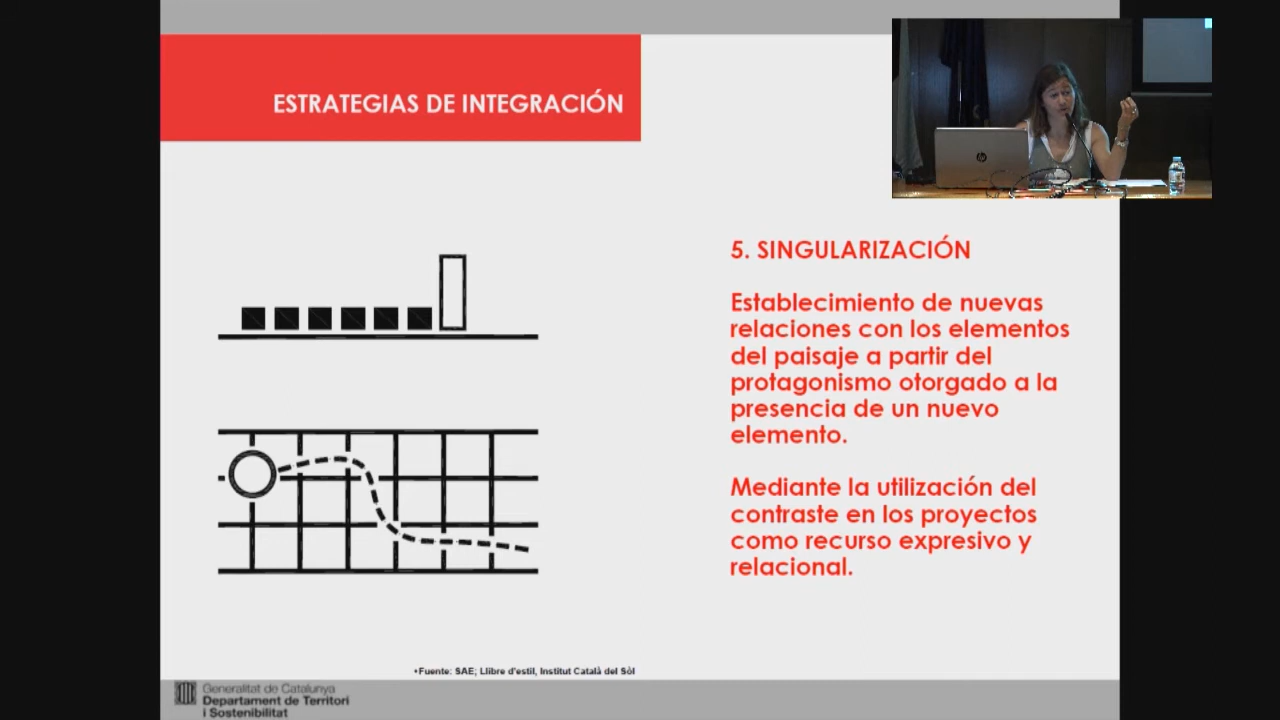 ESTRATEGIAS DE INTEGRACIÓN
5. SINGULARIZACIÓN
Establecimiento de nuevas
relaciones con los elementos
del paisaje a partir del
protagonismo otorgado a la
presencia de un nuevo
elemento.
Mediante la utilización del
contraste en los proyectos
como recurso expresivo y
relacional.
•Fuente: SAE; Llibre d'estil, Institut Català del Sòl
Generalitat de Catalunya
Departament de Territori
i Sostenibilitat
hp